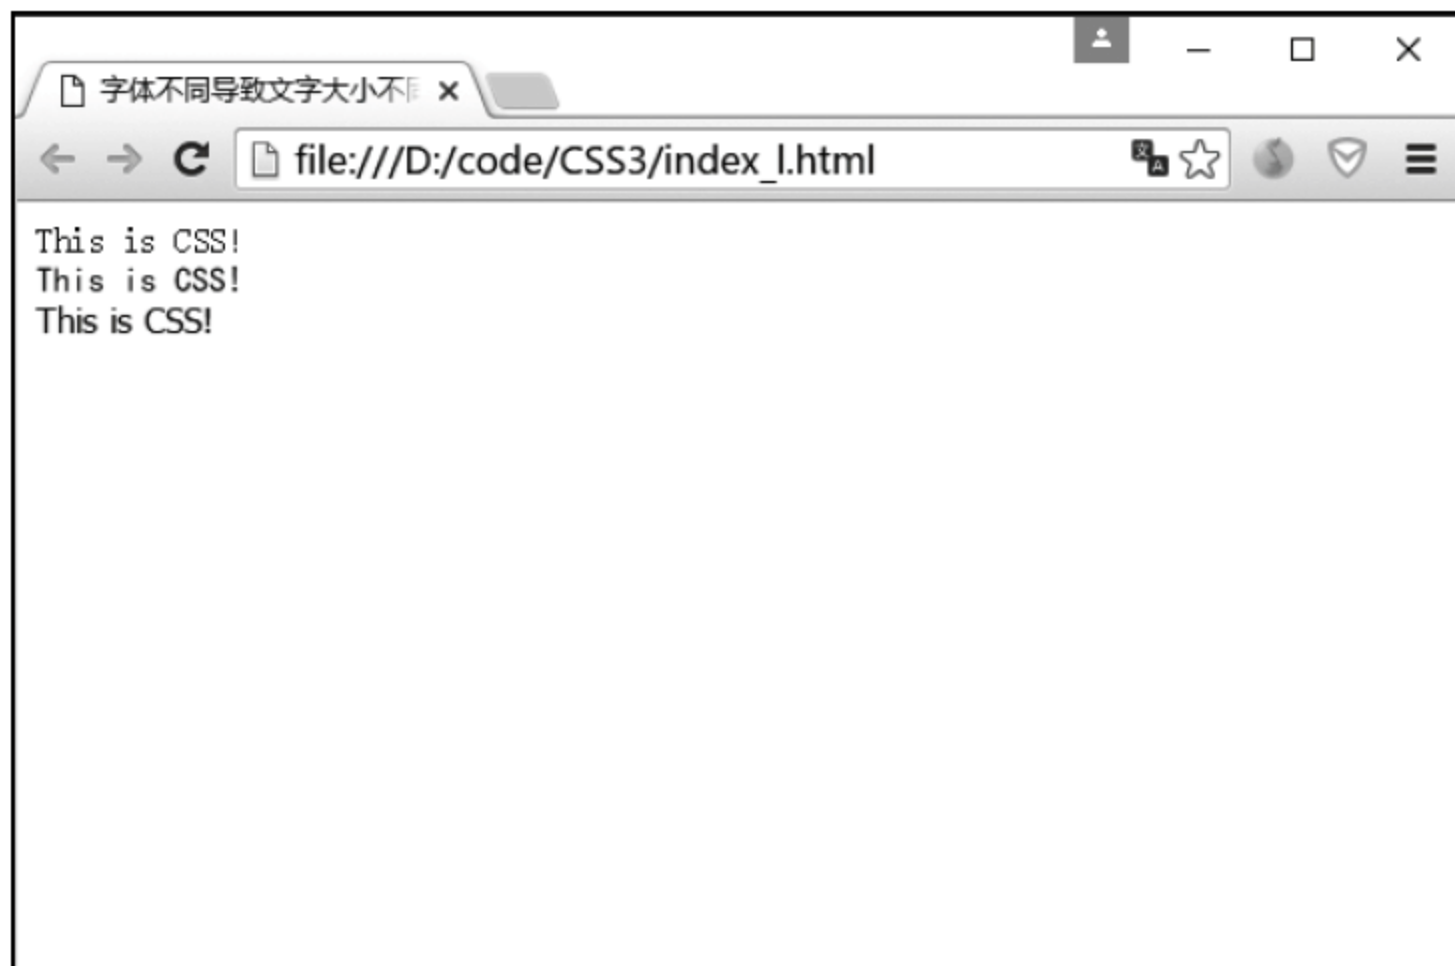 字体不同导致文字大小不
file:///D:/code/CSS3/index_l.html
This is CSS!
This is CSS!
This is CSS!